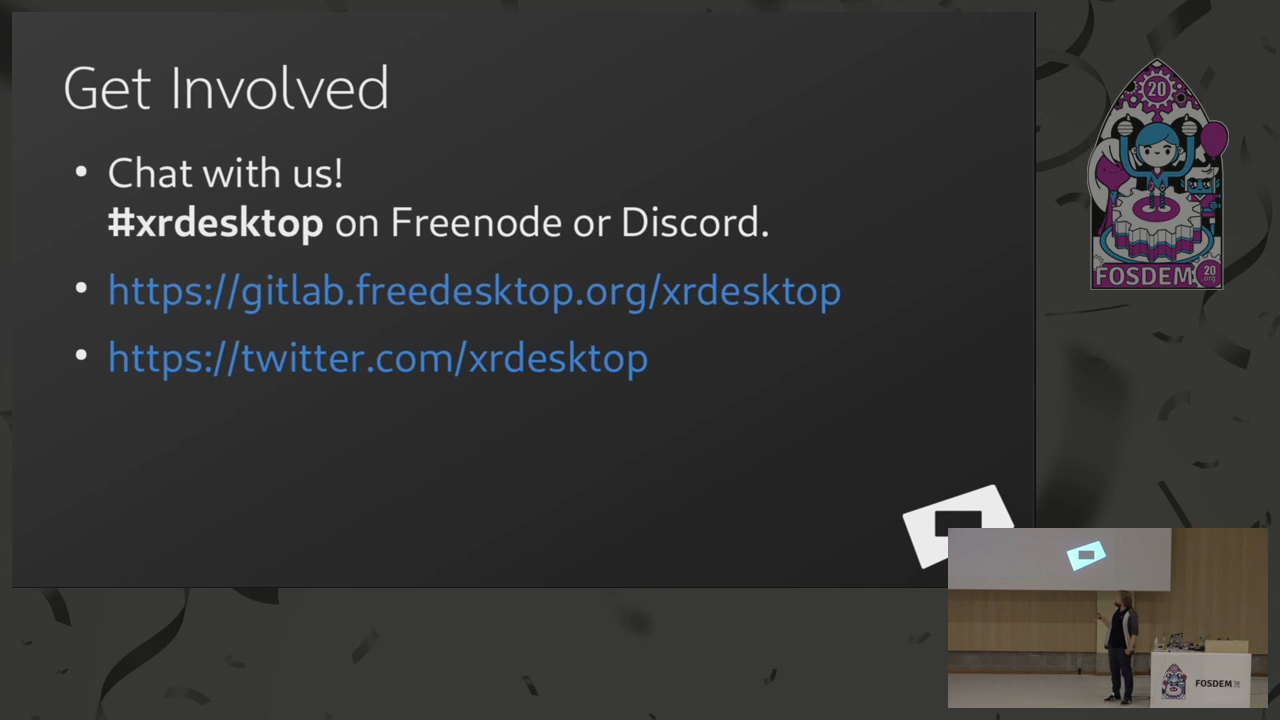 Get Involved
• Chat with us!
#xrdesktop on Freenode or Discord.
• https://gitlab.freedesktop.org/xrdesktop
• https://twitter.com/xrdesktop
20
FOSDEM
20
.org
FOSDEM